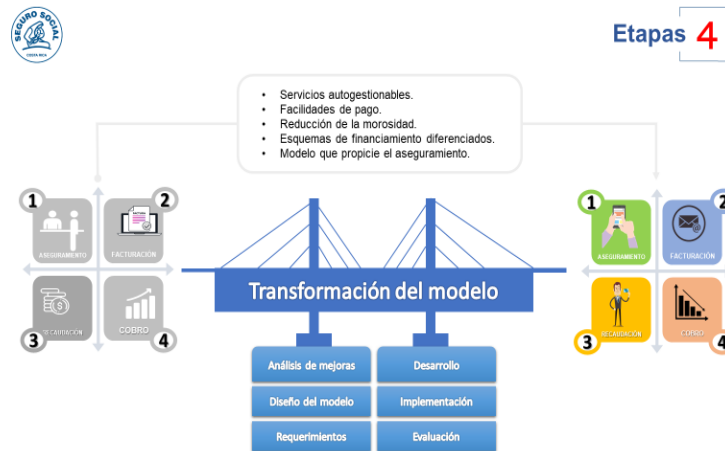 SEGURO SOCIAL
COSTA RICA
Etapas 4
• Servicios autogestionables.
• Facilidades de pago.
• Reducción de la morosidad.
• Esquemas de financiamiento diferenciados.
• Modelo que propicie el aseguramiento.
1
ASEGURAMIENTO
2
FACTURA
FACTURACIÓN
3
RECAUDACIÓN
COBRO
4
Transformación del modelo
Análisis de mejoras
Diseño del modelo
Requerimientos
Desarrollo
Implementación
Evaluación
1
ASEGURAMIENTO
2
FACTURACIÓN
3
RECAUDACIÓN
COBRO
4